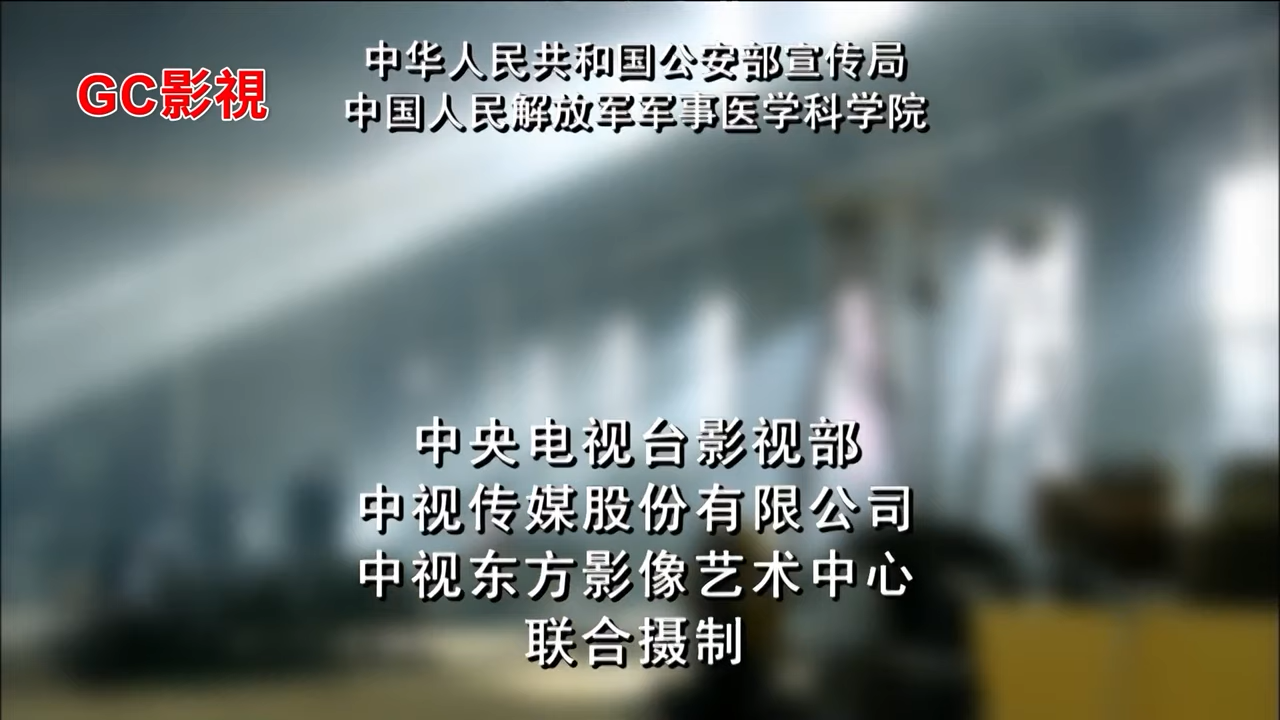 GC影視
中华人民共和国公安部宣传局
中国人民解放军军事医学科学院
中央电视台影视部
中视传媒股份有限公司
中视东方影像艺术中心
联合摄制